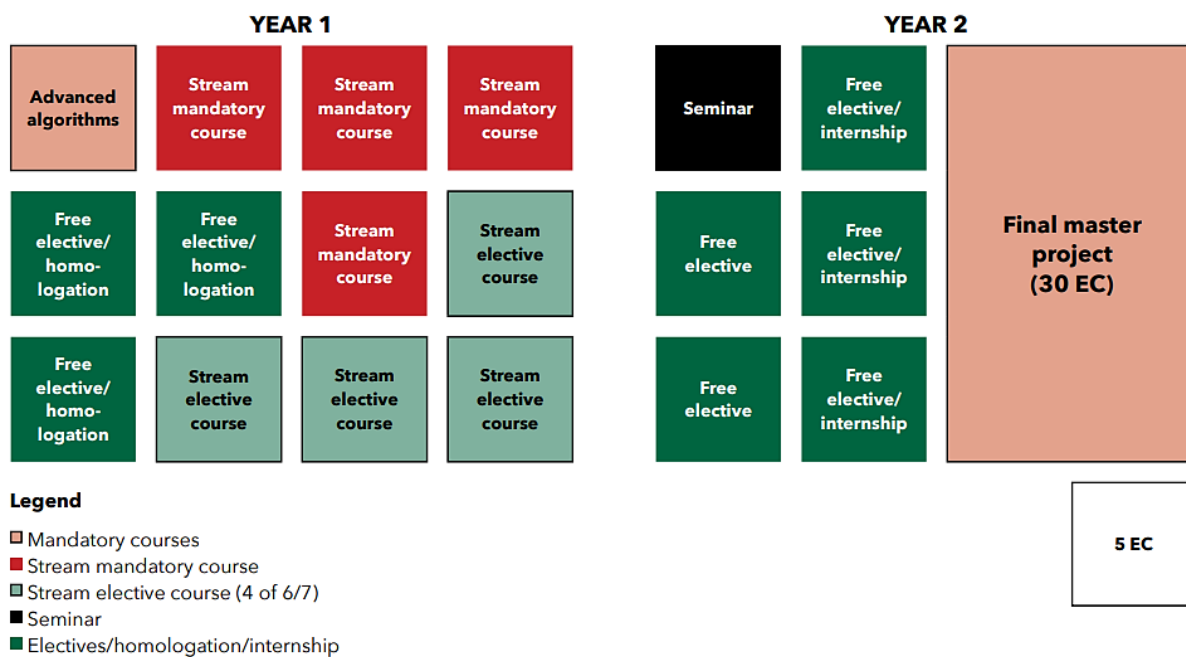 YEAR 1
YEAR 2
Advanced
algorithms
Stream
mandatory
course
Stream
mandatory
course
Stream
mandatory
course
Seminar
Free
elective/
internship
Free
elective/
homo-
logation
Free
elective/
homo-
logation
Stream
mandatory
course
Stream
elective
course
Free
elective
Free
elective/
internship
Final master
project
(30 EC)
Free
elective/
homo-
logation
Stream
elective
course
Stream
elective
course
Stream
elective
course
Free
elective
Free
elective/
internship
Legend
Mandatory courses
Stream mandatory course
Stream elective course (4 of 6/7)
Seminar
Electives/homologation/internship
5 EC